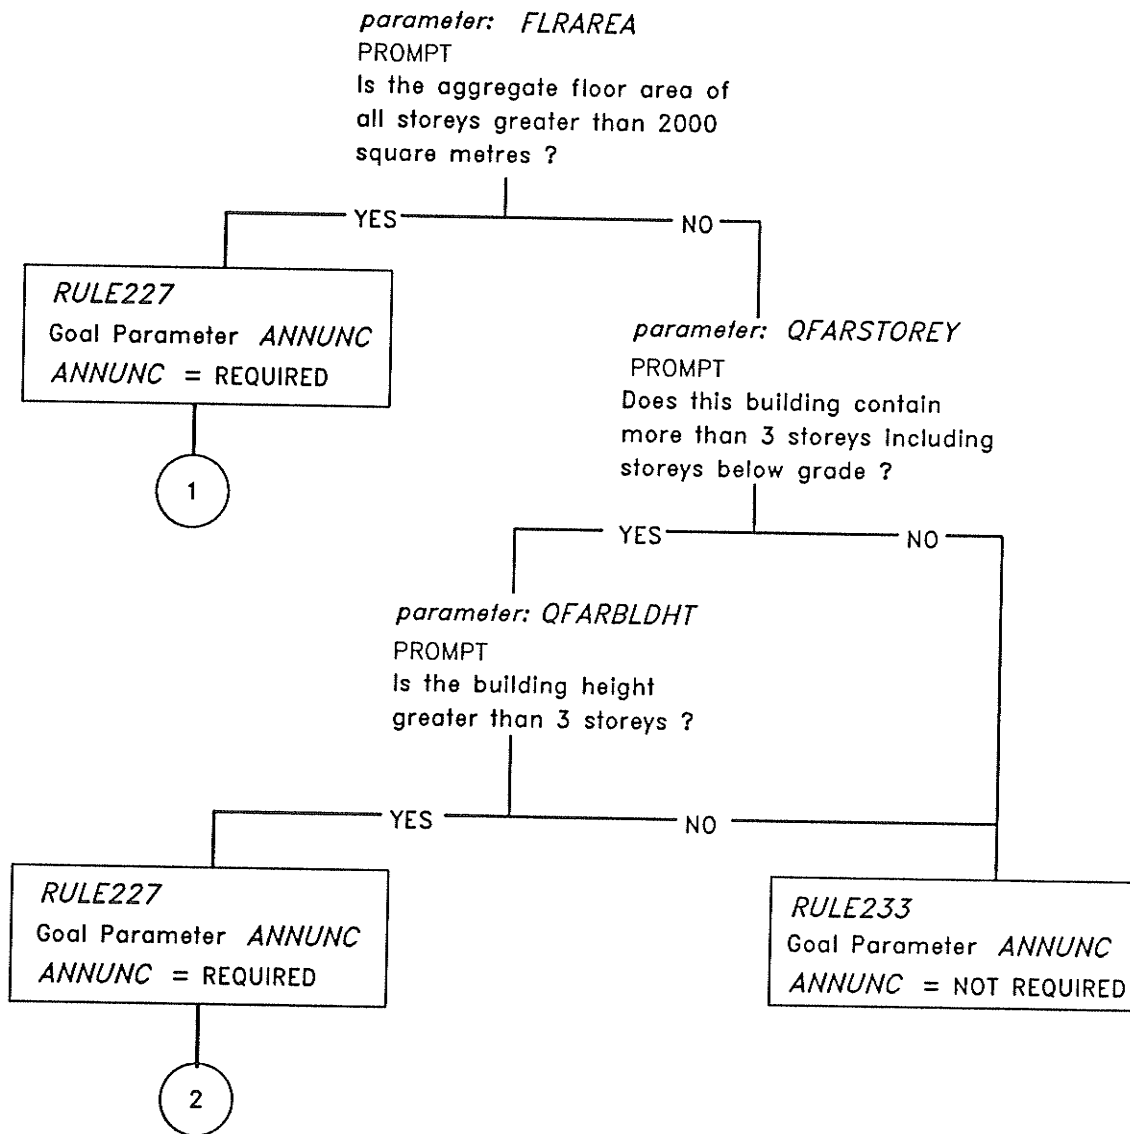 parameter: FLRAREA
PROMPT
Is the aggregate floor area of
all storeys greater than 2000
square metres ?
YES
NO
RULE227
Goal Parameter ANNUNC
ANNUNC = REQUIRED
1
parameter: QFARSTOREY
PROMPT
Does this building contain
more than 3 storeys including
storeys below grade ?
YES
NO
parameter: QFARBLDHT
PROMPT
Is the building height
greater than 3 storeys ?
YES
NO
RULE227
Goal Parameter ANNUNC
ANNUNC = REQUIRED
2
RULE233
Goal Parameter ANNUNC
ANNUNC = NOT REQUIRED